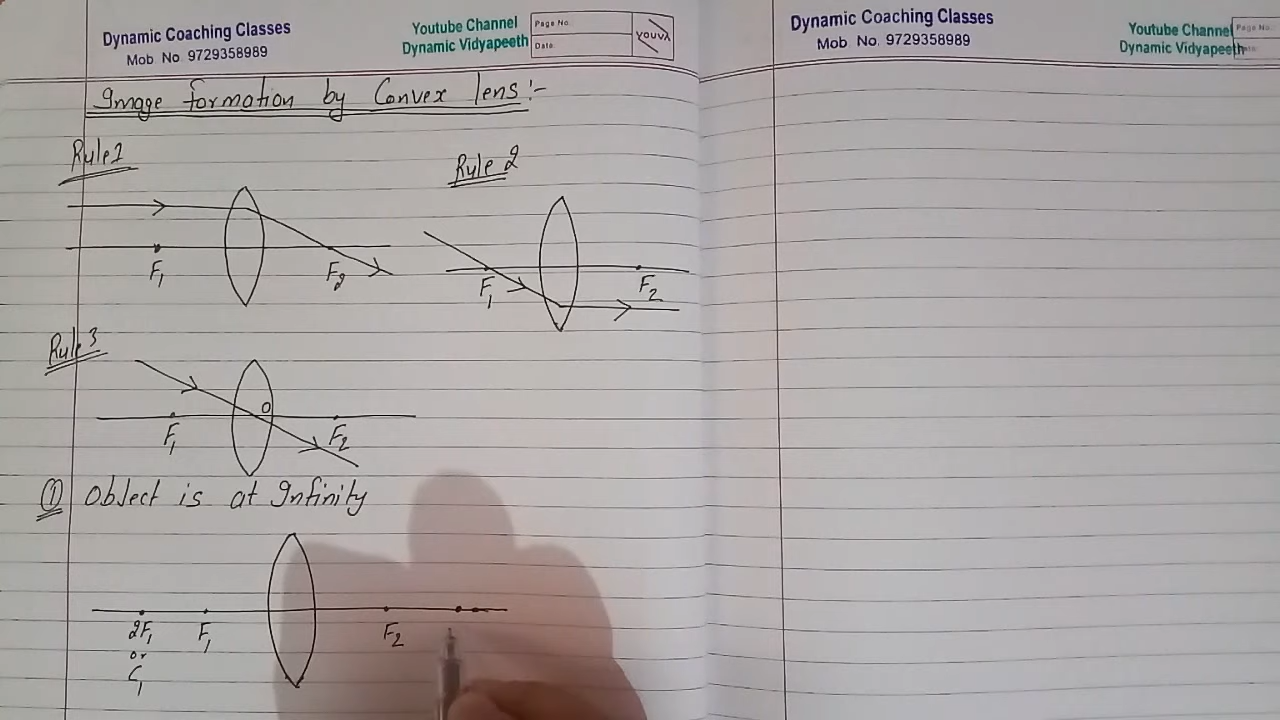 Dynamic Coaching Classes
Mob No. 9729358989
Youtube Channel
Dynamic Vidyapeeth
Page No.
Date:
youvA
Image formation by Convex lens :-
Rule 1
F1
F2
Rule 2
F1
F2
Rule 3
O
F1
F2
① Object is at Infinity
2F1
or
C1
F1
F2
Dynamic Coaching Classes
Mob No. 9729358989
Youtube Channel
Dynamic Vidyapeeth
Page No.